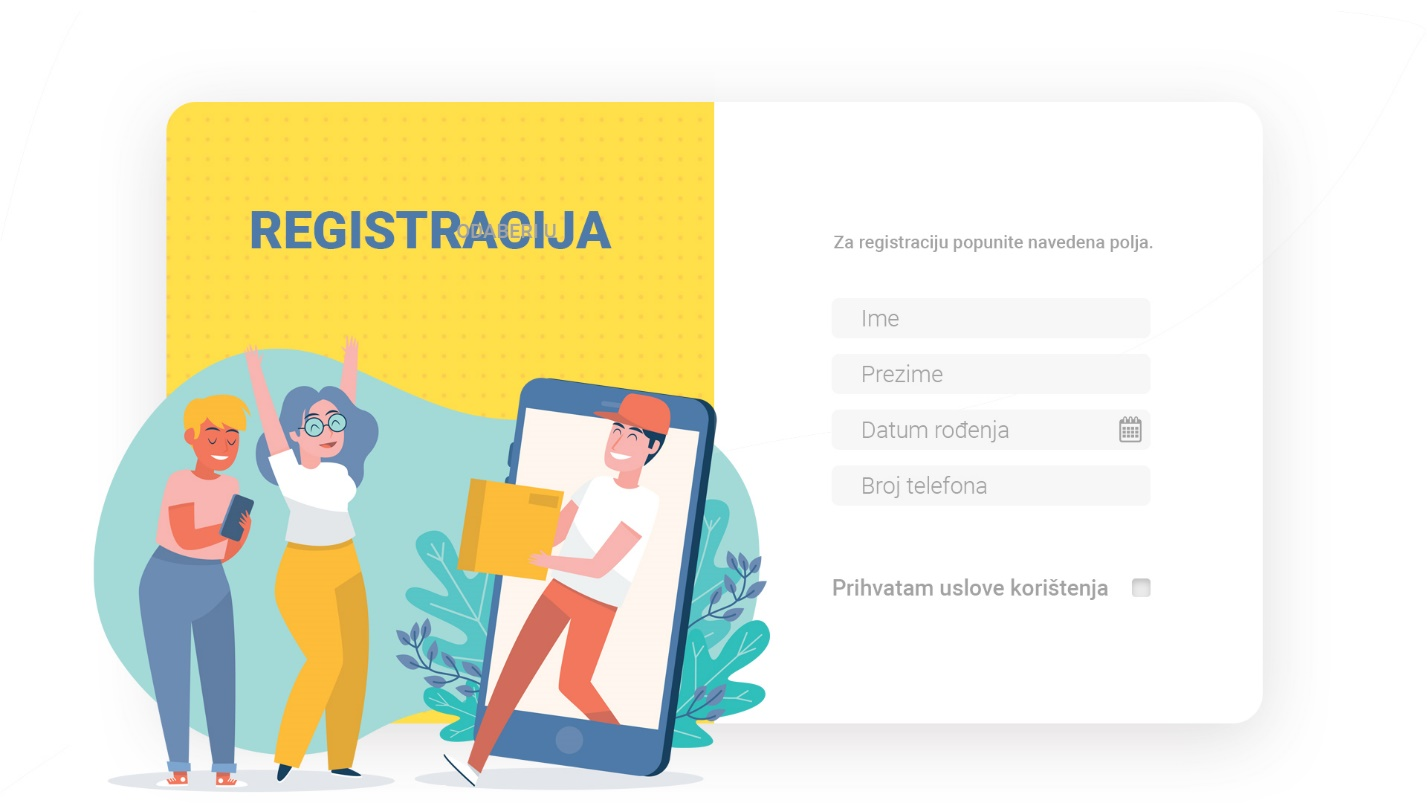 REGISTRACIJA
ODABERI U
Za registraciju popunite navedena polja.
Ime
Prezime
Datum rođenja
Broj telefona
Prihvatam uslove korištenja